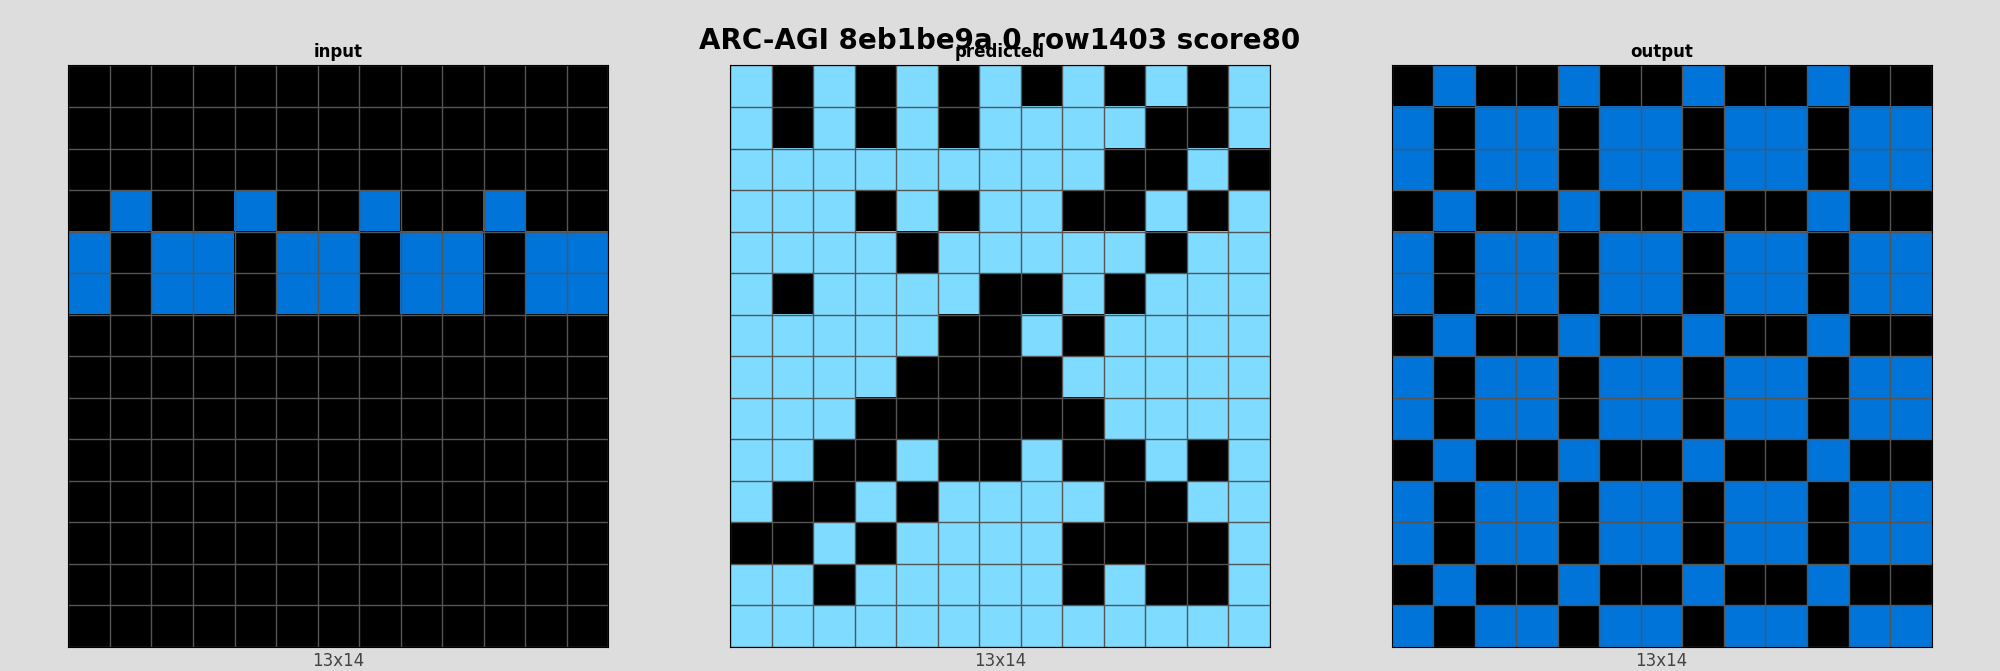 ARC-AGI 8eb1be9a 0 row1403 score80
input
predicted
output
13x14
13x14
13x14